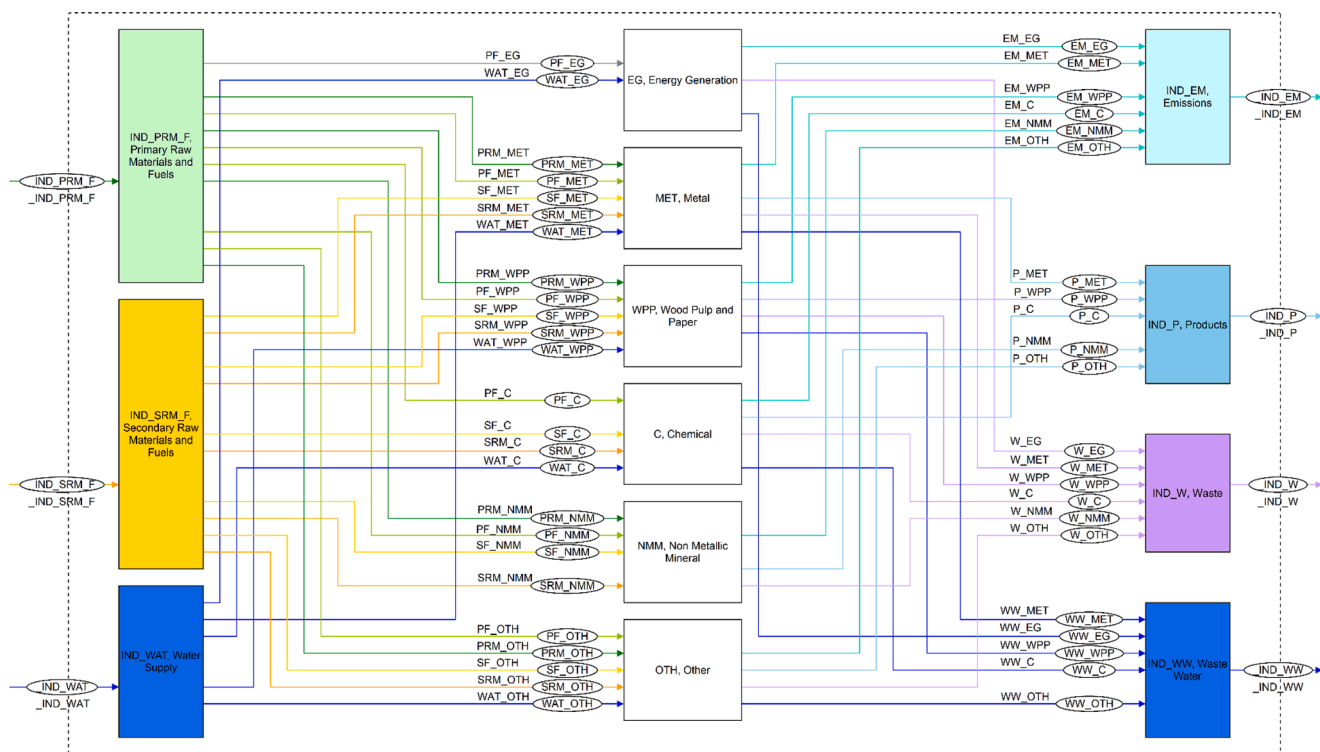 IND_PRM_F
_IND_PRM_F
IND_SRM_F
_IND_SRM_F
IND_WAT
_IND_WAT
IND_PRM_F,
Primary Raw
Materials and
Fuels
IND_SRM_F,
Secondary Raw
Materials and
Fuels
IND_WAT, Water
Supply
PF_EG
PF_EG
WAT_EG
WAT_EG
PRM_MET
PRM_MET
PF_MET
PF_MET
SF_MET
SF_MET
SRM_MET
SRM_MET
WAT_MET
WAT_MET
PRM_WPP
PRM_WPP
PF_WPP
PF_WPP
SF_WPP
SF_WPP
SRM_WPP
SRM_WPP
WAT_WPP
WAT_WPP
PF_C
PF_C
SF_C
SF_C
SRM_C
SRM_C
WAT_C
WAT_C
PRM_NMM
PRM_NMM
PF_NMM
PF_NMM
SF_NMM
SF_NMM
SRM_NMM
SRM_NMM
PF_OTH
PF_OTH
PRM_OTH
PRM_OTH
SF_OTH
SF_OTH
SRM_OTH
SRM_OTH
WAT_OTH
WAT_OTH
EG, Energy Generation
MET, Metal
WPP, Wood Pulp and
Paper
C, Chemical
NMM, Non Metallic
Mineral
OTH, Other
EM_EG
EM_EG
EM_MET
EM_MET
EM_WPP
EM_WPP
EM_C
EM_C
EM_NMM
EM_NMM
EM_OTH
EM_OTH
P_MET
P_MET
P_WPP
P_WPP
P_C
P_C
P_NMM
P_NMM
P_OTH
P_OTH
W_EG
W_EG
W_MET
W_MET
W_WPP
W_WPP
W_C
W_C
W_NMM
W_NMM
W_OTH
W_OTH
WW_MET
WW_MET
WW_EG
WW_EG
WW_WPP
WW_WPP
WW_C
WW_C
WW_OTH
WW_OTH
IND_EM,
Emissions
IND_P, Products
IND_W, Waste
IND_WW, Waste
Water
IND_EM
_IND_EM
IND_P
_IND_P
IND_W
_IND_W
IND_WW
_IND_WW